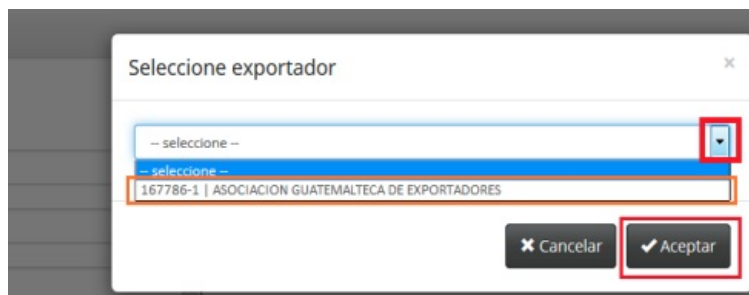 Seleccione exportador ×
-- seleccione --
-- seleccione --
167786-1 | ASOCIACION GUATEMALTECA DE EXPORTADORES
✖ Cancelar ✔ Aceptar